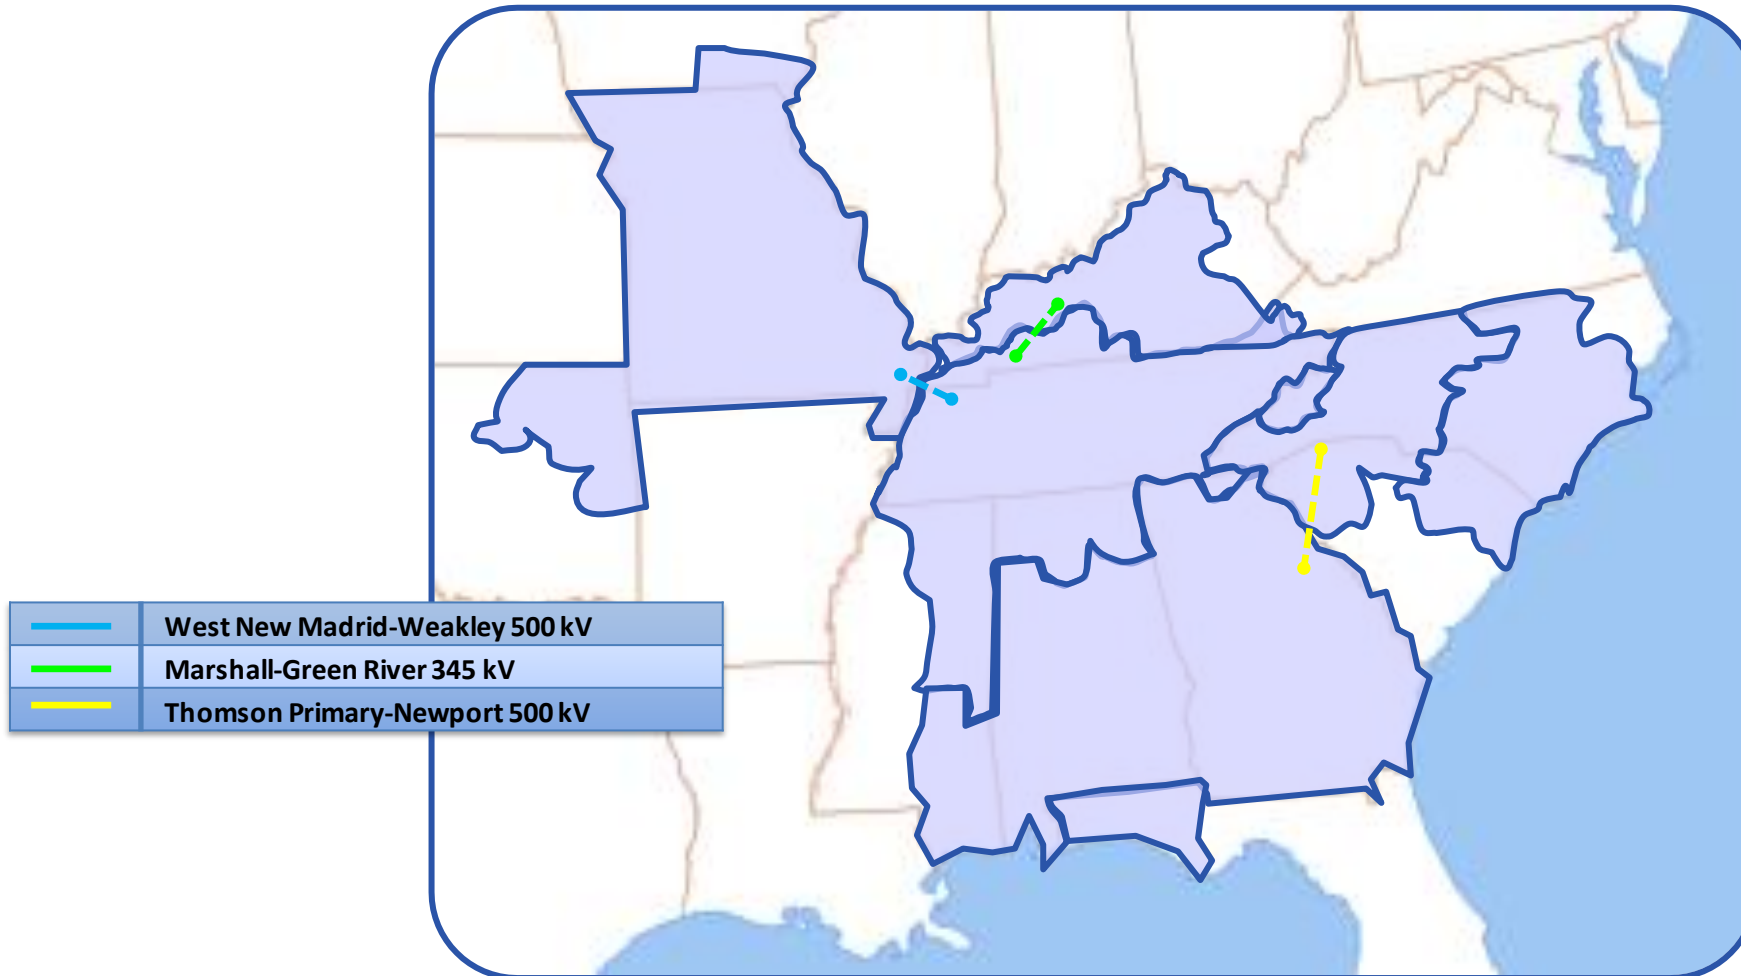 West New Madrid-Weakley 500 kV
Marshall-Green River 345 kV
Thomson Primary-Newport 500 kV